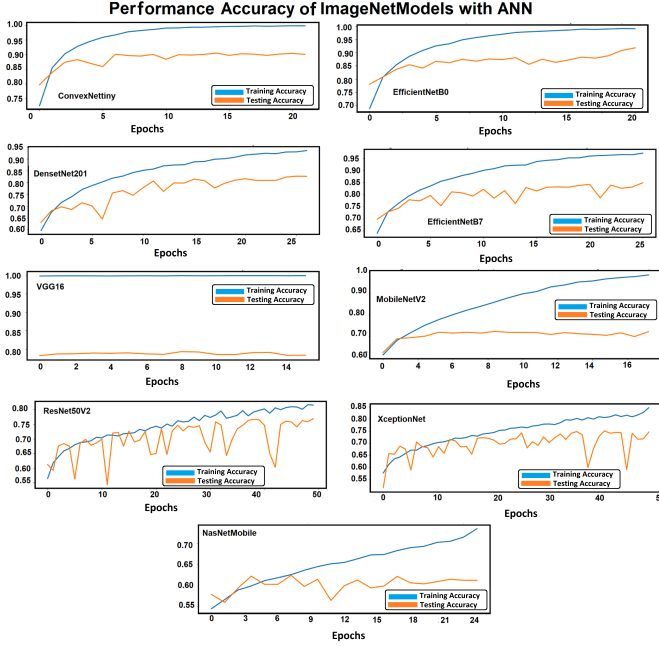 Performance Accuracy of ImageNetModels with ANN
1.00
0.95
0.90
0.85
0.80
0.75
ConvexNettiny
Training Accuracy
Testing Accuracy
0 5 10 15 20
Epochs
1.00
0.95
0.90
0.85
0.80
0.75
0.70
EfficientNetB0
Training Accuracy
Testing Accuracy
0 5 10 15 20
Epochs
0.95
0.90
0.85
0.80
0.75
0.70
0.65
0.60
DensetNet201
Training Accuracy
Testing Accuracy
0 5 10 15 20 25
Epochs
0.95
0.90
0.85
0.80
0.75
0.70
0.65
EfficientNetB7
Training Accuracy
Testing Accuracy
0 5 10 15 20 25
Epochs
1.00
0.95
0.90
0.85
0.80
VGG16
Training Accuracy
Testing Accuracy
0 2 4 6 8 10 12 14
Epochs
1.0
0.90
0.80
0.70
0.60
MobileNetV2
Training Accuracy
Testing Accuracy
0 2 4 6 8 10 12 14 16
Epochs
0.80
0.75
0.70
0.65
0.60
0.55
ResNet50V2
Training Accuracy
Testing Accuracy
0 10 20 30 40 50
Epochs
0.85
0.80
0.75
0.70
0.65
0.60
0.55
XceptionNet
Training Accuracy
Testing Accuracy
0 10 20 30 40
Epochs
0.70
0.65
0.60
0.55
NasNetMobile
Training Accuracy
Testing Accuracy
0 3 6 9 12 15 18 21 24
Epochs